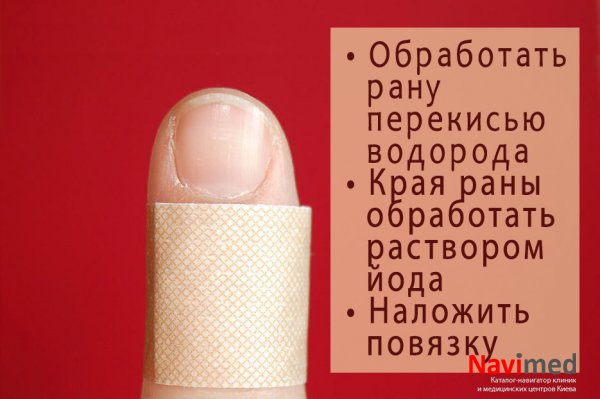 • Обработать
рану
перекисью
водорода
• Края раны
обработать
раствором
йода
• Наложить
повязку
Navimed
Каталог-навигатор клиник
и медицинских центров Киева